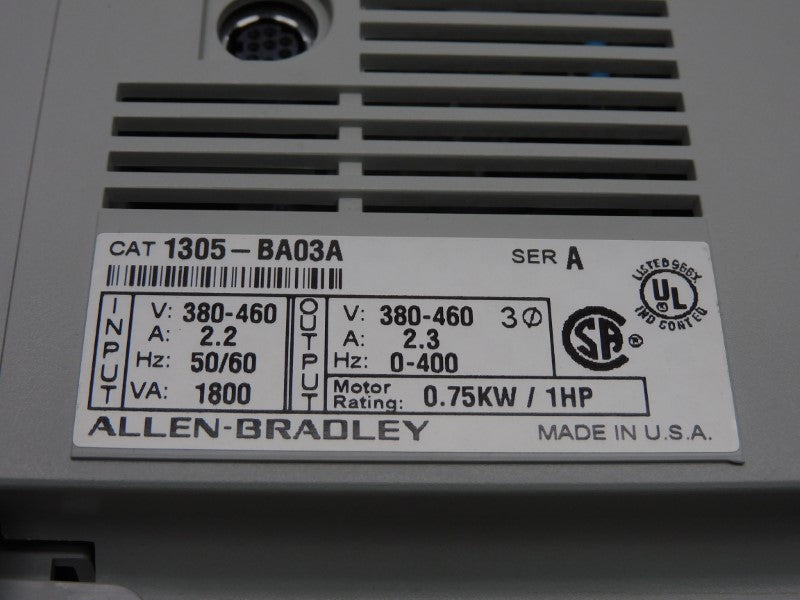 CAT 1305-BA03A SER A
LISTED 966X
UL
®
IND CONT EQ
INPUT
V: 380-460
A: 2.2
Hz: 50/60
VA: 1800
OUTPUT
V: 380-460 3Ø
A: 2.3
Hz: 0-400
Motor
Rating: 0.75KW / 1HP
SA ®
ALLEN-BRADLEY MADE IN U.S.A.